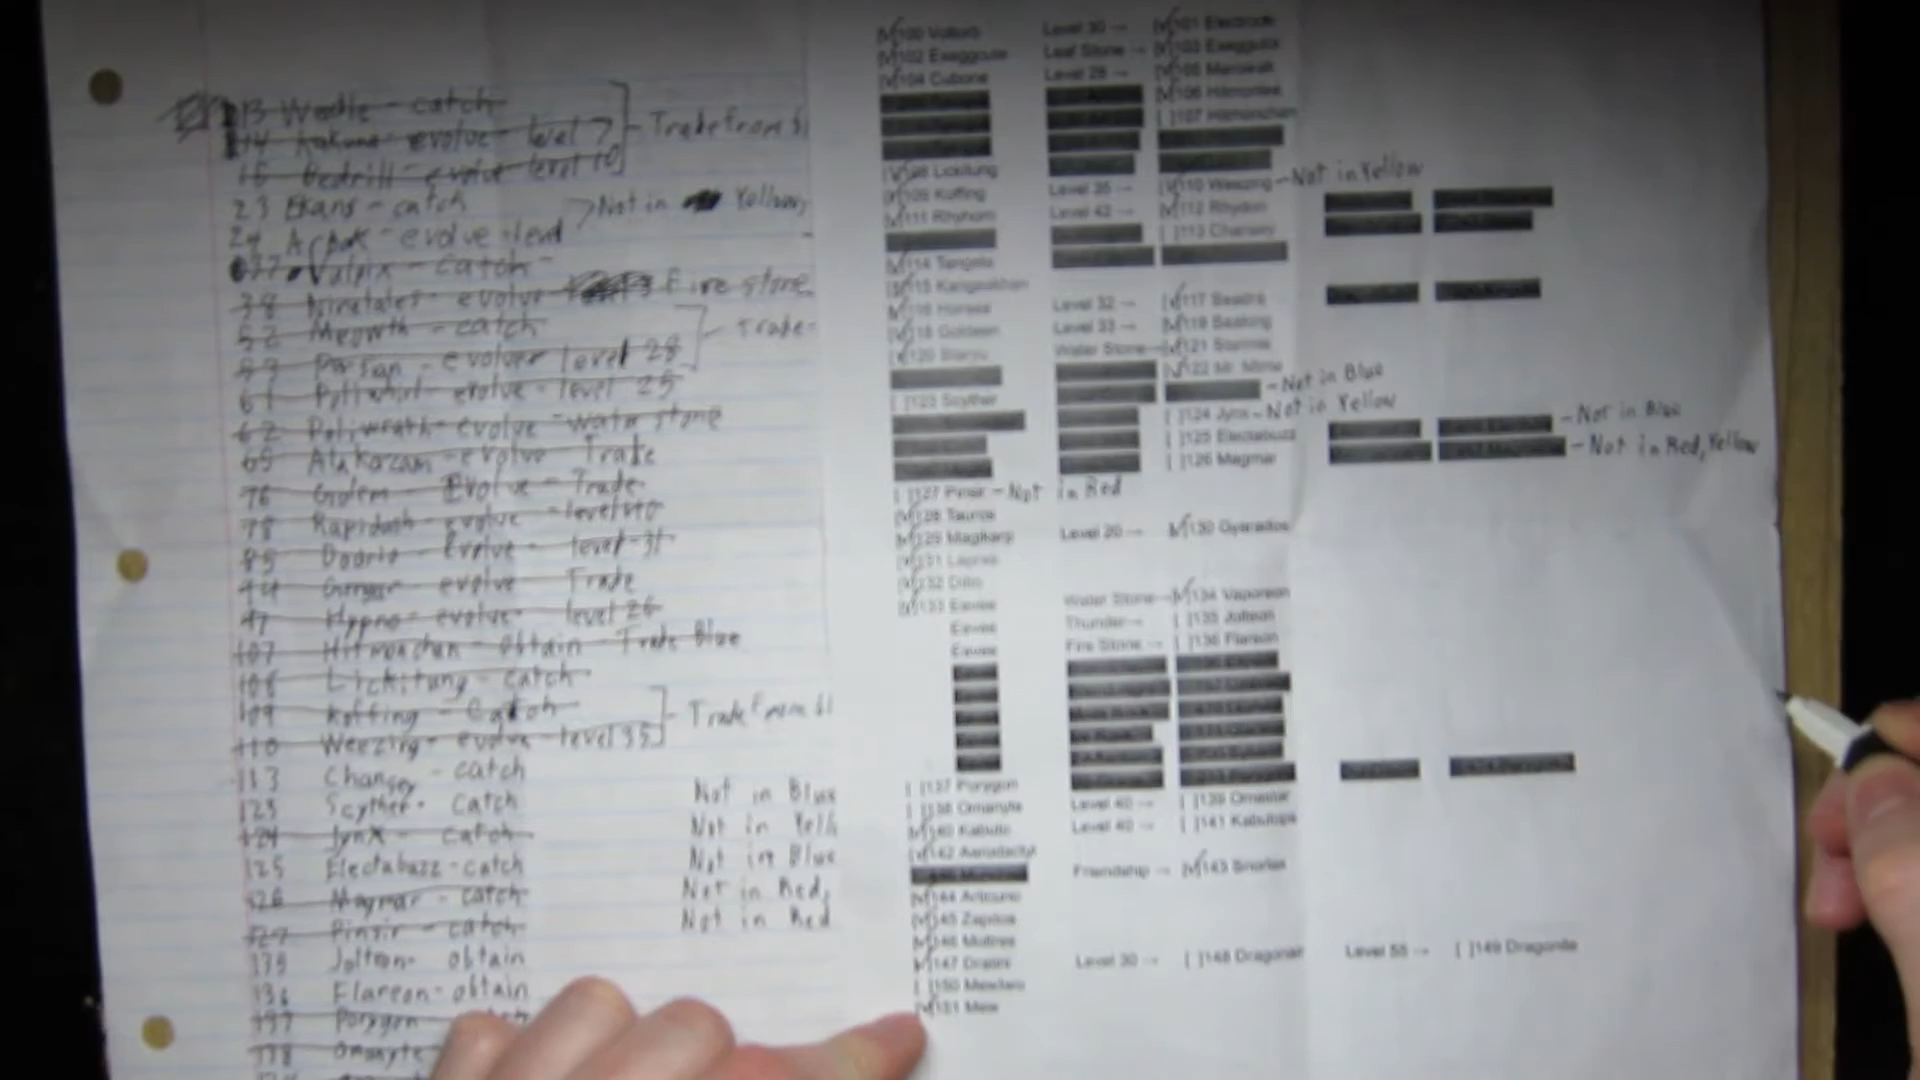 13 Weedle - catch
14 Kakuna - evolve - level 7
Trade from bl
15 Bedrill - evolve level 10
23 Ekans - catch
Not in Yellow,
24 Arbok - evolve - level
37 Vulpix - catch
38 Ninetales - evolve Fire stone
52 Meowth - catch
Trade-
Persian - evolve level 28
61 Poliwhirl - evolve - level 25
62 Poliwrath - evolve - water stone
65 Alakazam - evolve Trade
76 Golem - Evolve - Trade
78 Rapidash - evolve - level 40
85 Dodrio - Evolve - level 31
94 Gengar - evolve Trade
97 Hypno - evolve - level 26
107 Hitmonchan - obtain - Trade Blue
108 Lickitung - catch
109 Koffing - Catch
Trade from bl
110 Weezing - evolve - level 35
113 Chansey - catch
123 Scyther - Catch Not in Blue
124 Jynx - catch Not in Yell
125 Electabuzz - catch Not in Blue
126 Magmar - catch Not in Red,
127 Pinsir - catch Not in Red
135 Jolteon - obtain
136 Flareon - obtain
137 Porygon
138 Omanyte
[ ]100 Voltorb Level 30 → [ ]101 Electrode
[ ]102 Exeggcute Leaf Stone → [ ]103 Exeggutor
[ ]104 Cubone Level 28 → [ ]105 Marowak
[ ]106 Hitmonlee
[ ]107 Hitmonchan
[ ]108 Lickitung
[ ]109 Koffing Level 35 → [ ]110 Weezing - Not in Yellow
[ ]111 Rhyhorn Level 42 → [ ]112 Rhydon
[ ]113 Chansey
[ ]114 Tangela
[ ]115 Kangaskhan
[ ]116 Horsea Level 32 → [ ]117 Seadra
[ ]118 Goldeen Level 33 → [ ]119 Seaking
[ ]120 Staryu Water Stone → [ ]121 Starmie
[ ]122 Mr. Mime
- Not in Blue
[ ]123 Scyther
[ ]124 Jynx - Not in Yellow
- Not in Blue
[ ]125 Electabuzz
- Not in Red, Yellow
[ ]126 Magmar
[ ]127 Pinsir - Not in Red
[ ]128 Tauros
[ ]129 Magikarp Level 20 → [ ]130 Gyarados
[ ]131 Lapras
[ ]132 Ditto
[ ]133 Eevee Water Stone → [ ]134 Vaporeon
Eevee Thunder → [ ]135 Jolteon
Eevee Fire Stone → [ ]136 Flareon
[ ]137 Porygon
[ ]138 Omanyte Level 40 → [ ]139 Omastar
[ ]140 Kabuto Level 40 → [ ]141 Kabutops
[ ]142 Aerodactyl
Friendship → [ ]143 Snorlax
[ ]144 Articuno
[ ]145 Zapdos
[ ]146 Moltres
[ ]147 Dratini Level 30 → [ ]148 Dragonair Level 55 → [ ]149 Dragonite
[ ]150 Mewtwo
[ ]151 Mew